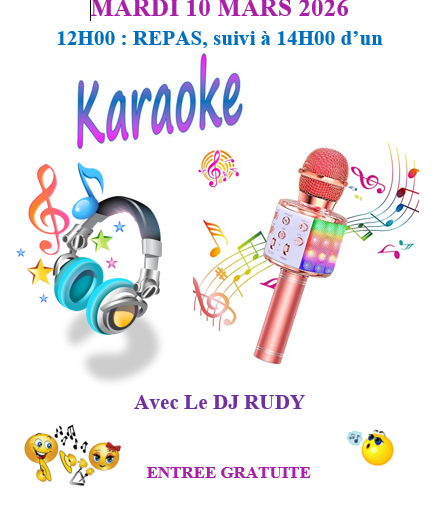 MARDI 10 MARS 2026
12H00 : REPAS, suivi à 14H00 d’un
Karaoke
Avec Le DJ RUDY
ENTREE GRATUITE